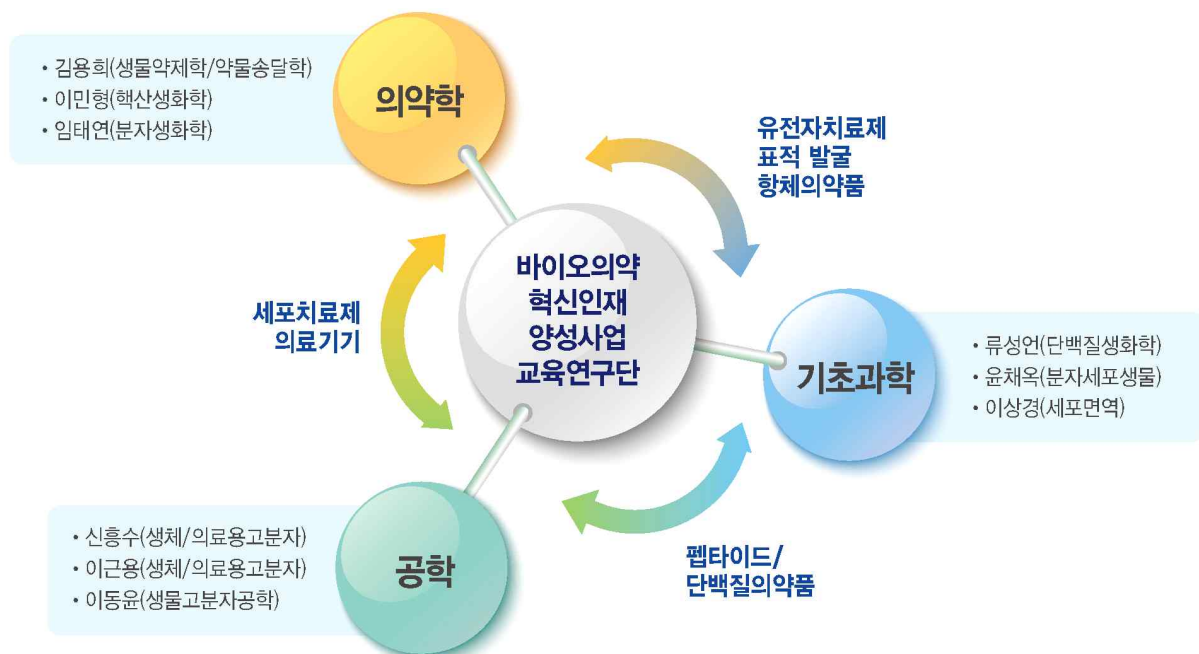 • 김용희(생물약제학/약물송달학)
• 이민형(핵산생화학)
• 임태연(분자생화학)
의약학
유전자치료제
표적 발굴
항체의약품
바이오의약
혁신인재
양성사업
교육연구단
세포치료제
의료기기
기초과학
• 류성언(단백질생화학)
• 윤채옥(분자세포생물)
• 이상경(세포면역)
• 신흥수(생체/의료용고분자)
• 이근용(생체/의료용고분자)
• 이동윤(생물고분자공학)
공학
펩타이드/
단백질의약품